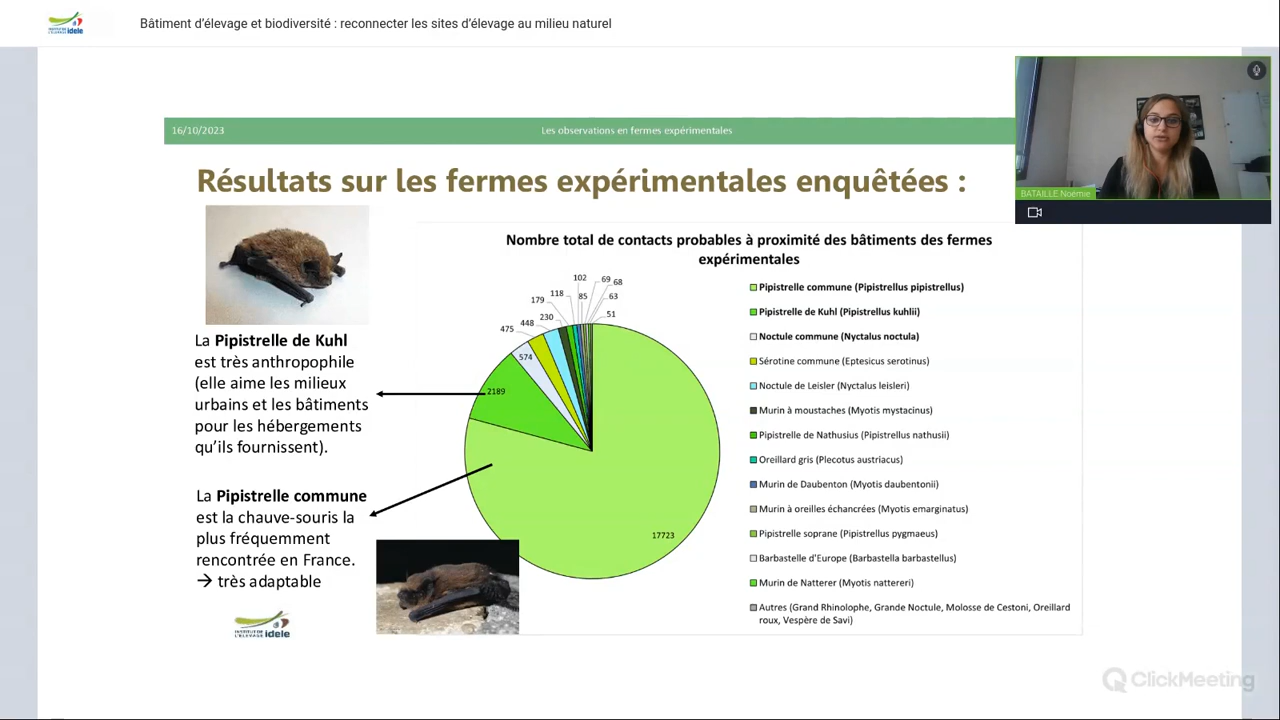 idele
Bâtiment d'élevage et biodiversité : reconnecter les sites d'élevage au milieu naturel
16/10/2023
Les observations en fermes expérimentales
BATAILLE Noemie
Résultats sur les fermes expérimentales enquêtées :
La Pipistrelle de Kuhl
est très anthropophile
(elle aime les milieux
urbains et les bâtiments
pour les hébergements
qu'ils fournissent).
La Pipistrelle commune
est la chauve-souris la
plus fréquemment
rencontrée en France.
→ très adaptable
INSTITUT DE
L'ELEVAGE idele
Nombre total de contacts probables à proximité des bâtiments des fermes
expérimentales
102
69
68
118
85
63
179
230
51
448
475
574
2189
17723
Pipistrelle commune (Pipistrellus pipistrellus)
Pipistrelle de Kuhl (Pipistrellus kuhlii)
Noctule commune (Nyctalus noctula)
Sérotine commune (Eptesicus serotinus)
Noctule de Leisler (Nyctalus leisleri)
Murin à moustaches (Myotis mystacinus)
Pipistrelle de Nathusius (Pipistrellus nathusii)
Oreillard gris (Plecotus austriacus)
Murin de Daubenton (Myotis daubentonii)
Murin à oreilles échancrées (Myotis emarginatus)
Pipistrelle soprane (Pipistrellus pygmaeus)
Barbastelle d'Europe (Barbastella barbastellus)
Murin de Natterer (Myotis nattereri)
Autres (Grand Rhinolophe, Grande Noctule, Molosse de Cestoni, Oreillard
roux, Vespère de Savi)
ClickMeeting